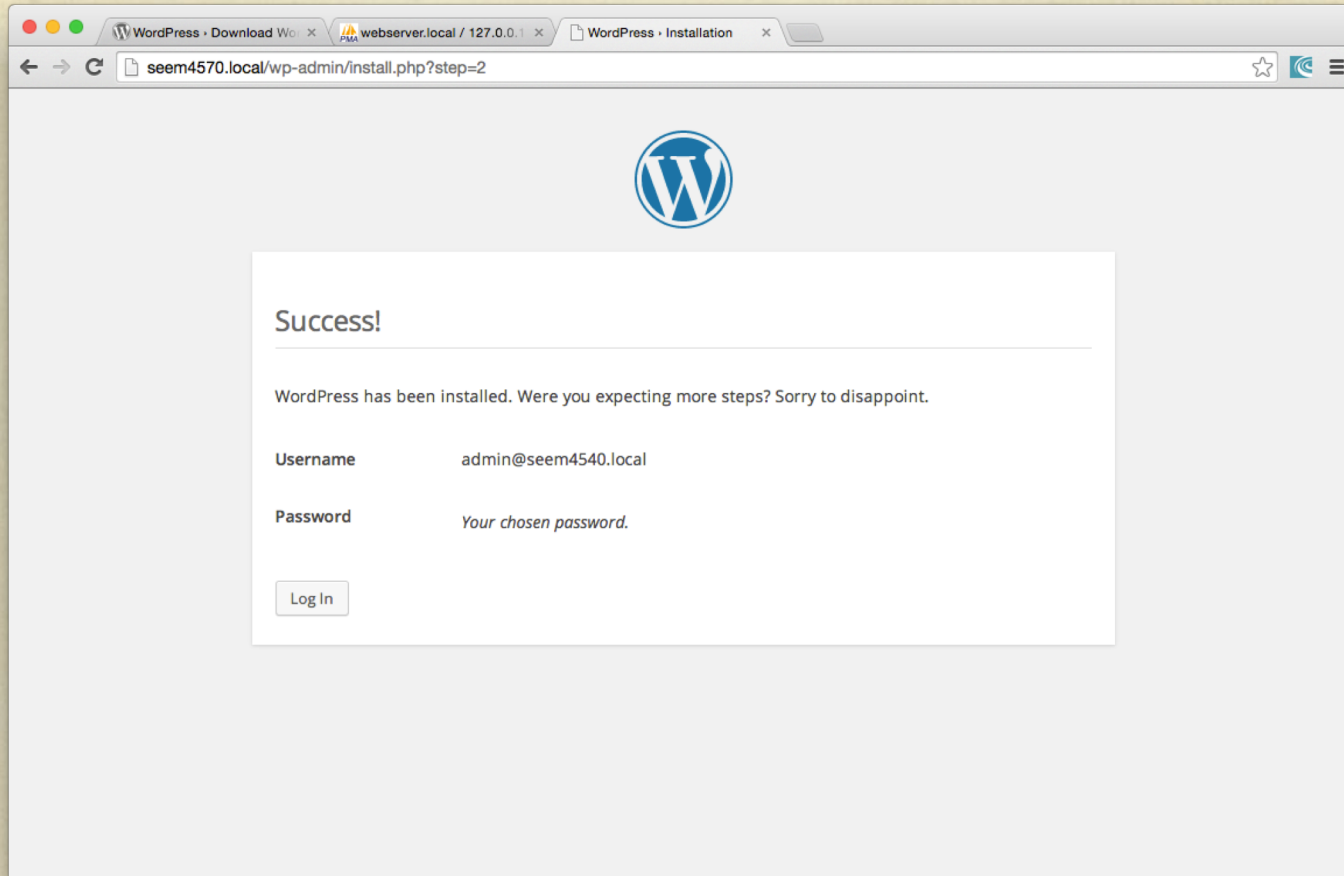 WordPress › Download Wo
webserver.local / 127.0.0.1
WordPress › Installation
seem4570.local/wp-admin/install.php?step=2
Success!
WordPress has been installed. Were you expecting more steps? Sorry to disappoint.
Username admin@seem4540.local
Password Your chosen password.
Log In